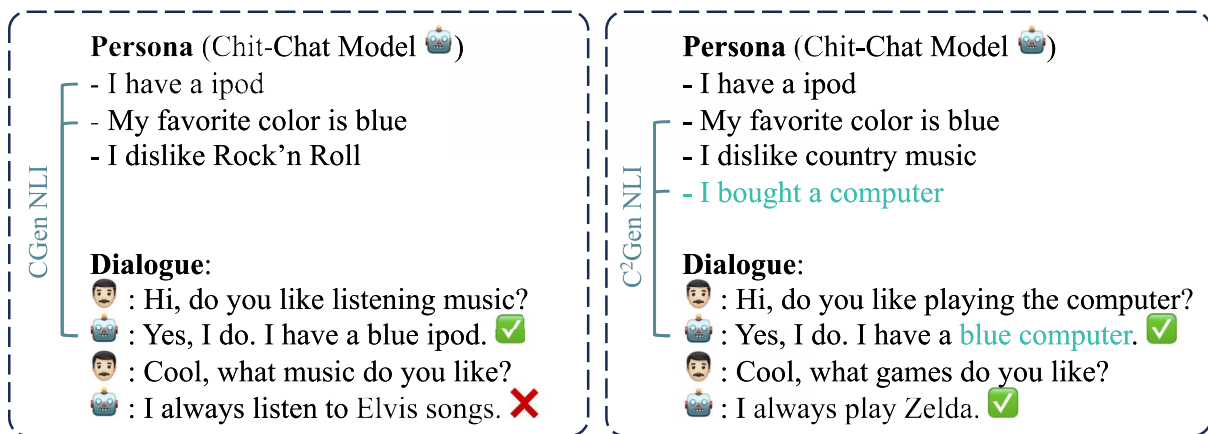 Persona (Chit-Chat Model 🤖)
- I have a ipod
- My favorite color is blue
- I dislike Rock’n Roll
CGen NLI
Dialogue:
: Hi, do you like listening music?
: Yes, I do. I have a blue ipod. ✅
: Cool, what music do you like?
: I always listen to Elvis songs. ❌
Persona (Chit-Chat Model 🤖)
- I have a ipod
- My favorite color is blue
- I dislike country music
- I bought a computer
C²Gen NLI
Dialogue:
: Hi, do you like playing the computer?
: Yes, I do. I have a blue computer. ✅
: Cool, what games do you like?
: I always play Zelda. ✅